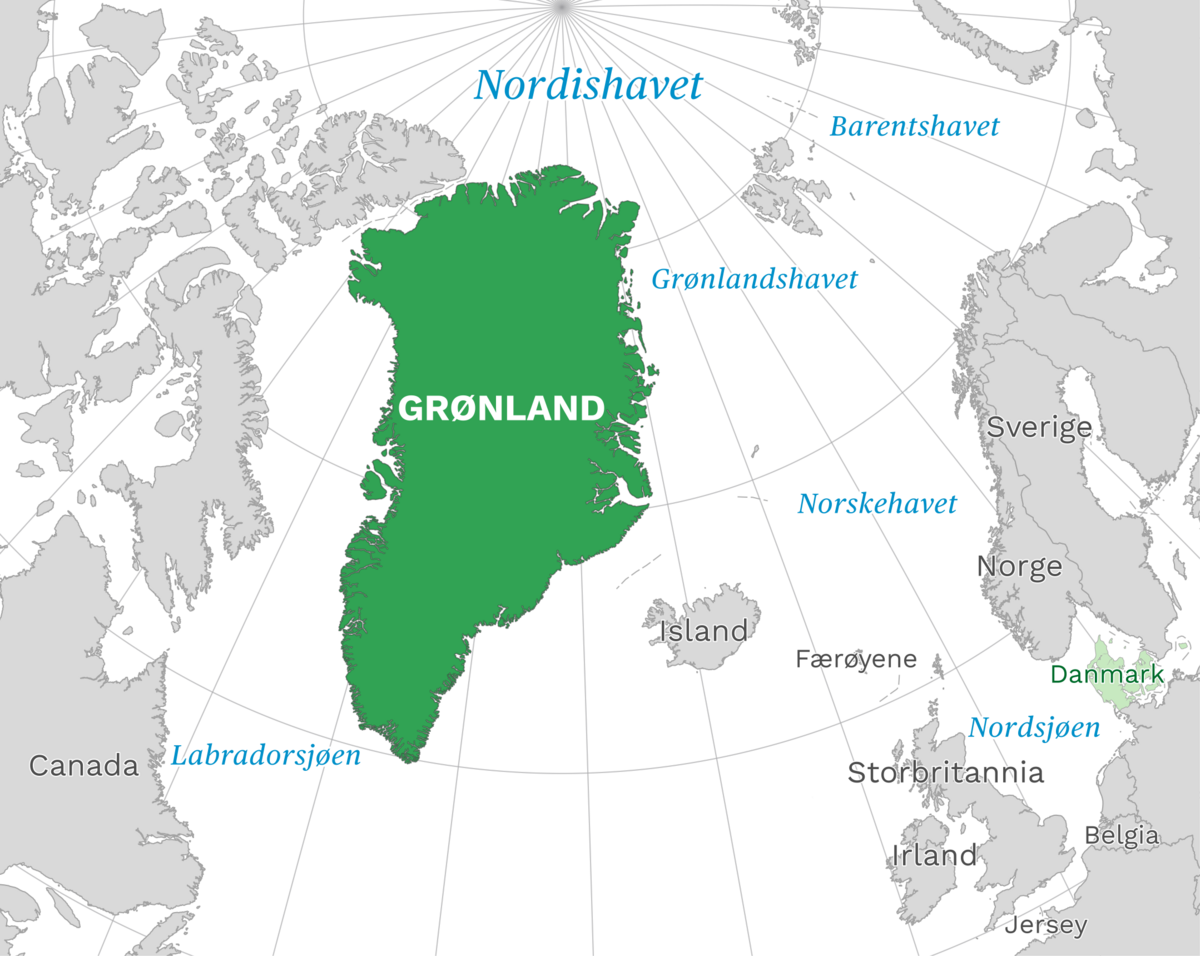 Nordishavet
Barentshavet
Grønlandshavet
GRØNLAND
Sverige
Norskehavet
Norge
Island
Færøyene
Danmark
Nordsjøen
Labradorsjøen
Canada
Storbritannia
Belgia
Irland
Jersey